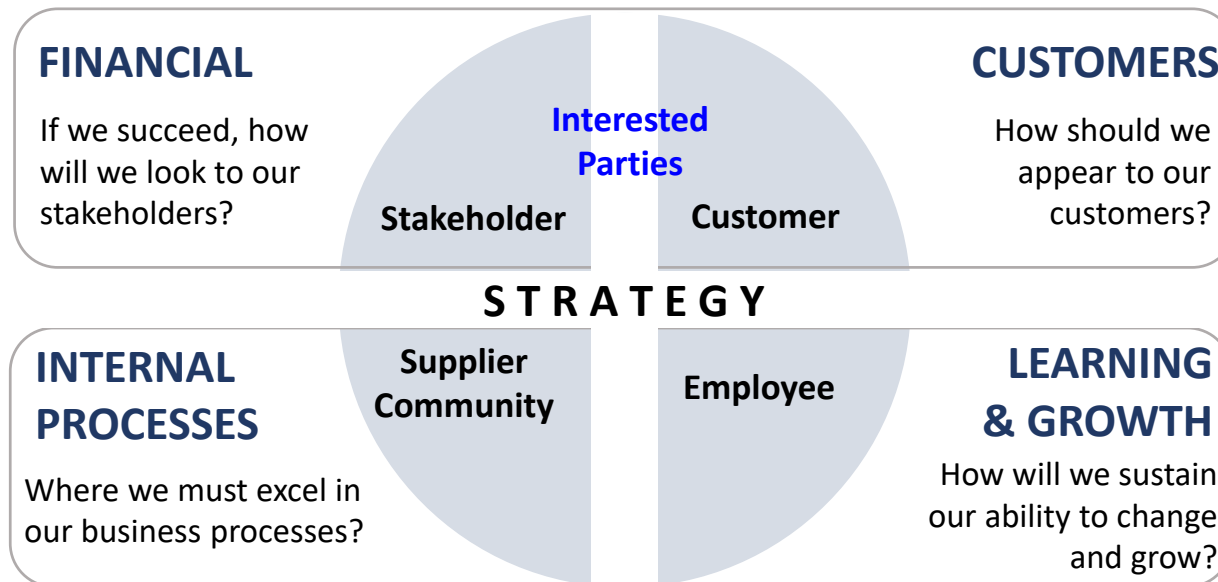 FINANCIAL
If we succeed, how
will we look to our
stakeholders?
Interested
Parties
Stakeholder
Customer
CUSTOMERS
How should we
appear to our
customers?
STRATEGY
INTERNAL
PROCESSES
Where we must excel in
our business processes?
Supplier
Community
Employee
LEARNING
& GROWTH
How will we sustain
our ability to change
and grow?